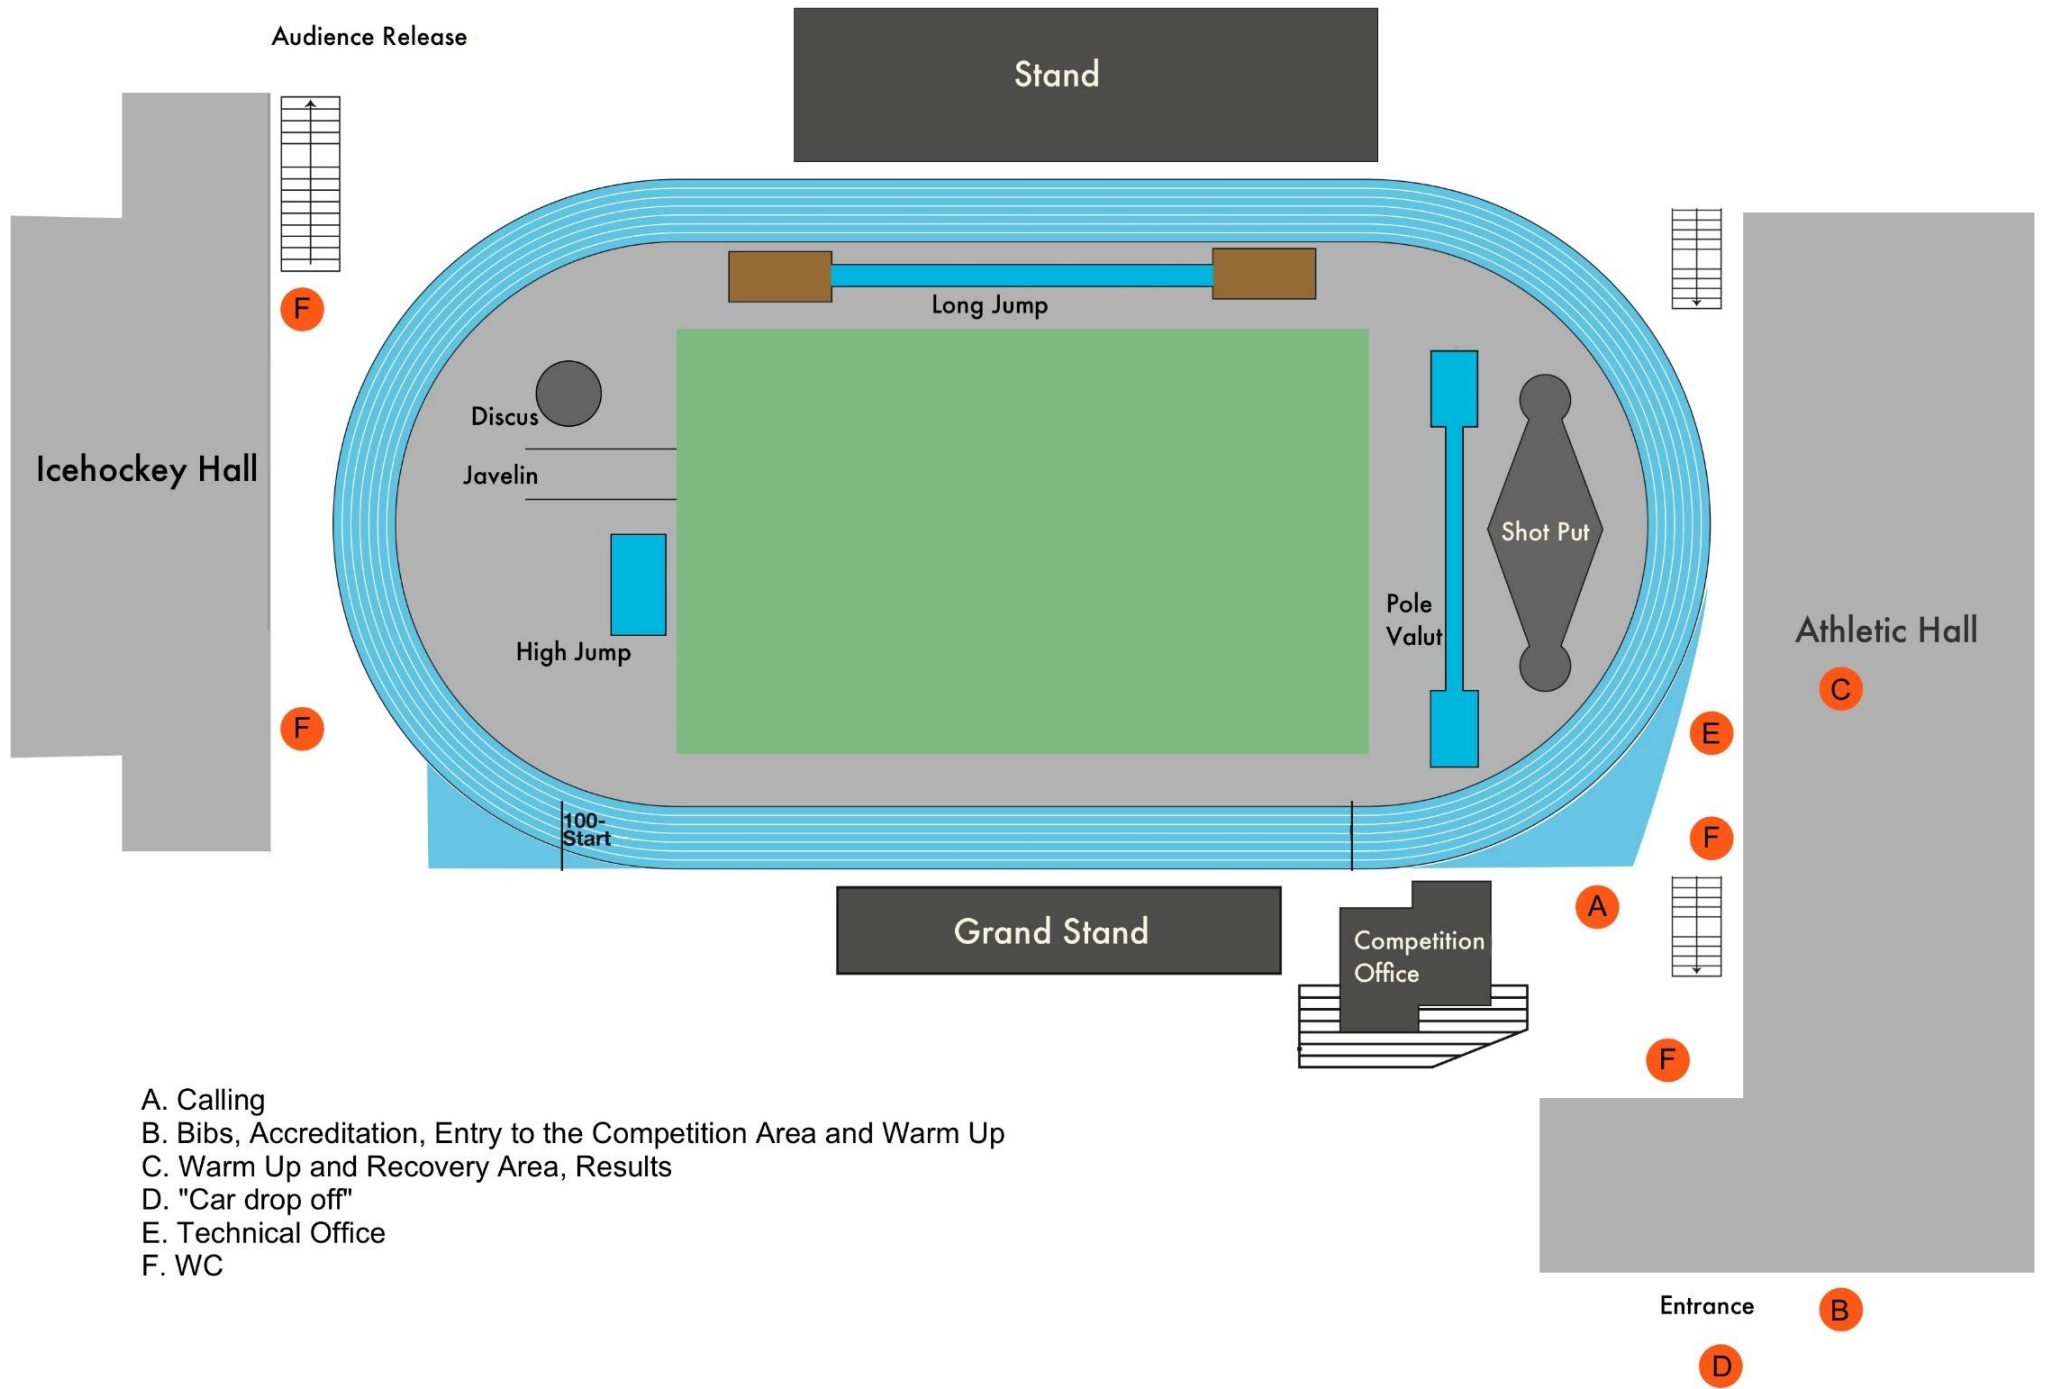 Audience Release
Stand
F
Long Jump
Discus
Icehockey Hall
Javelin
Shot Put
Pole
Valut
Athletic Hall
High Jump
C
F
E
100-
Start
F
A
Grand Stand
Competition
Office
F
A. Calling
B. Bibs, Accreditation, Entry to the Competition Area and Warm Up
C. Warm Up and Recovery Area, Results
D. "Car drop off"
E. Technical Office
F. WC
Entrance
B
D